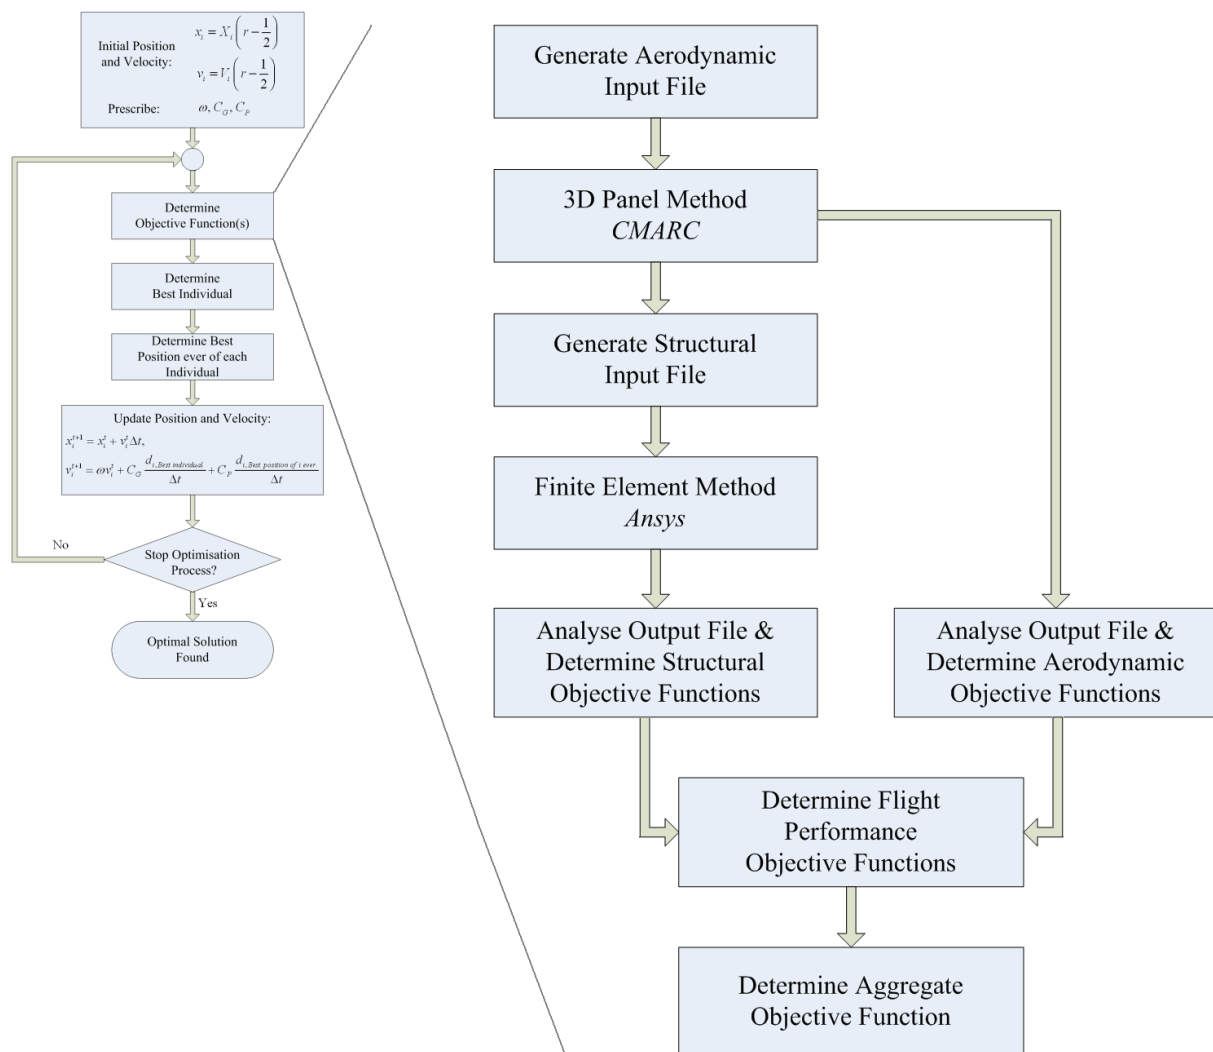 Initial Position
and Velocity:
x_i = X_i (r − 1/2)
v_i = V_i (r − 1/2)
Prescribe: ω, C_G, C_P
Determine
Objective Function(s)
Determine
Best Individual
Determine Best
Position ever of each
Individual
Update Position and Velocity:
x_i^{t+1} = x_i^t + v_i^t Δt,
v_i^{t+1} = ωv_i^t + C_G d_{i,Best individual}/Δt + C_P d_{i,Best position of i ever}/Δt
No
Stop Optimisation
Process?
Yes
Optimal Solution
Found
Generate Aerodynamic
Input File
3D Panel Method
CMARC
Generate Structural
Input File
Finite Element Method
Ansys
Analyse Output File &
Determine Structural
Objective Functions
Analyse Output File &
Determine Aerodynamic
Objective Functions
Determine Flight
Performance
Objective Functions
Determine Aggregate
Objective Function